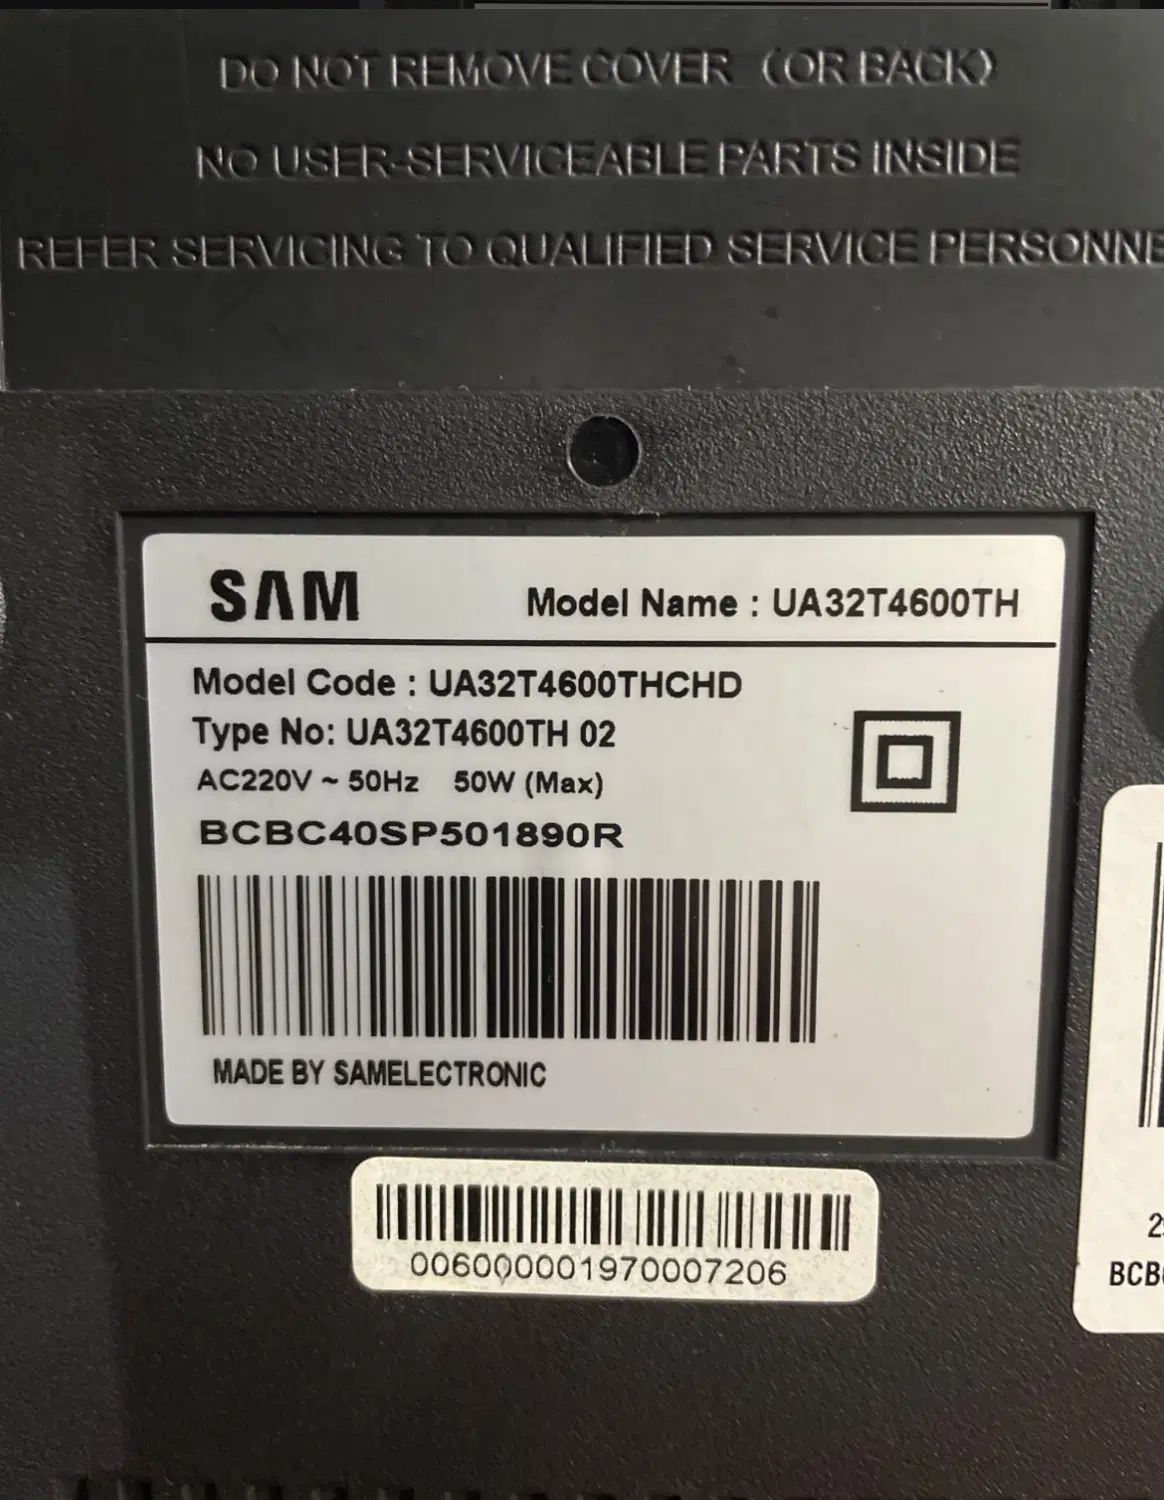 DO NOT REMOVE COVER (OR BACK)
NO USER-SERVICEABLE PARTS INSIDE
REFER SERVICING TO QUALIFIED SERVICE PERSONNE
SAM
Model Name : UA32T4600TH
Model Code : UA32T4600THCHD
Type No: UA32T4600TH 02
AC220V ~ 50Hz 50W (Max)
BCBC40SP501890R
MADE BY SAMELECTRONIC
006000001970007206
BCB